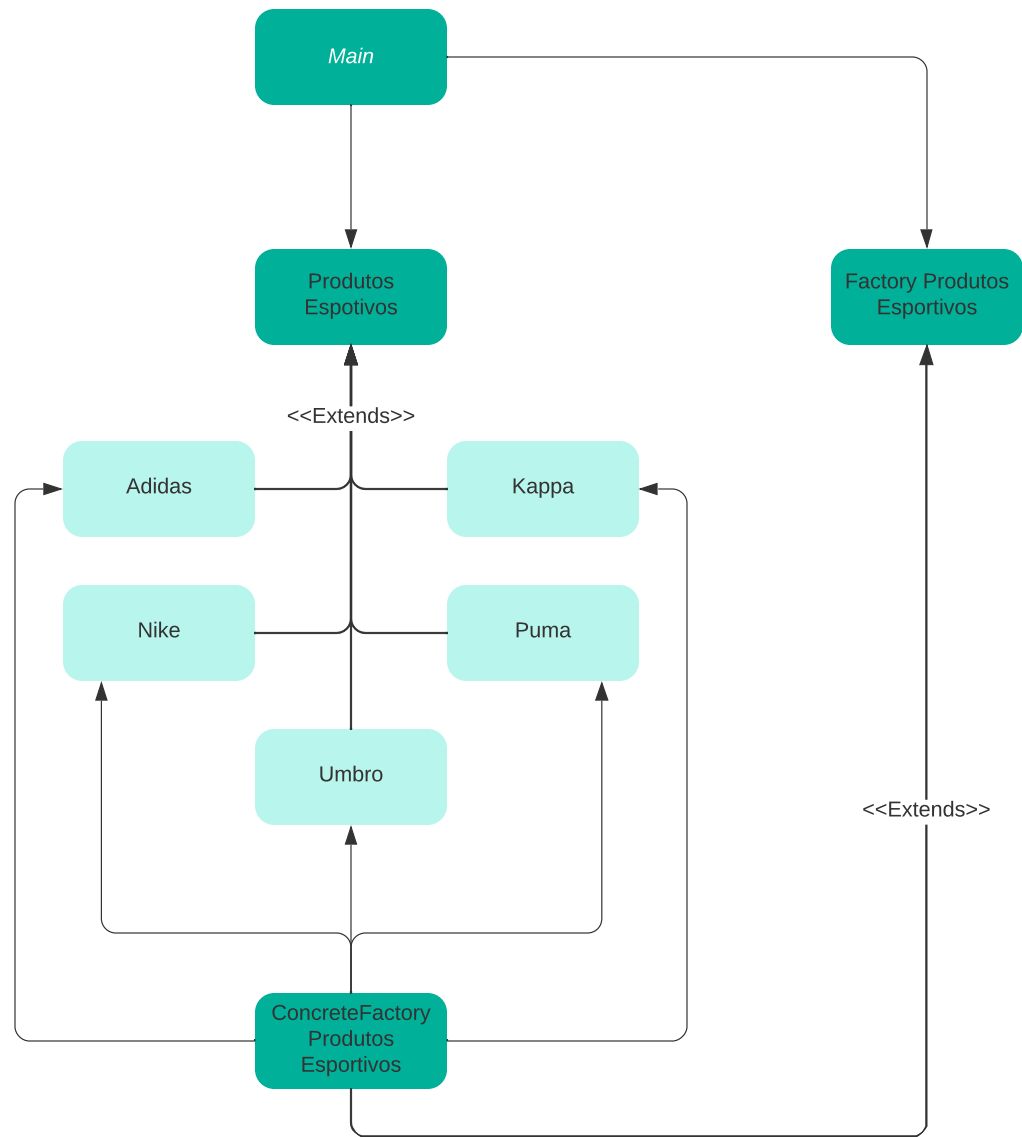 Main
Produtos
Espotivos
Factory Produtos
Esportivos
<<Extends>>
Adidas
Kappa
Nike
Puma
Umbro
<<Extends>>
ConcreteFactory
Produtos
Esportivos